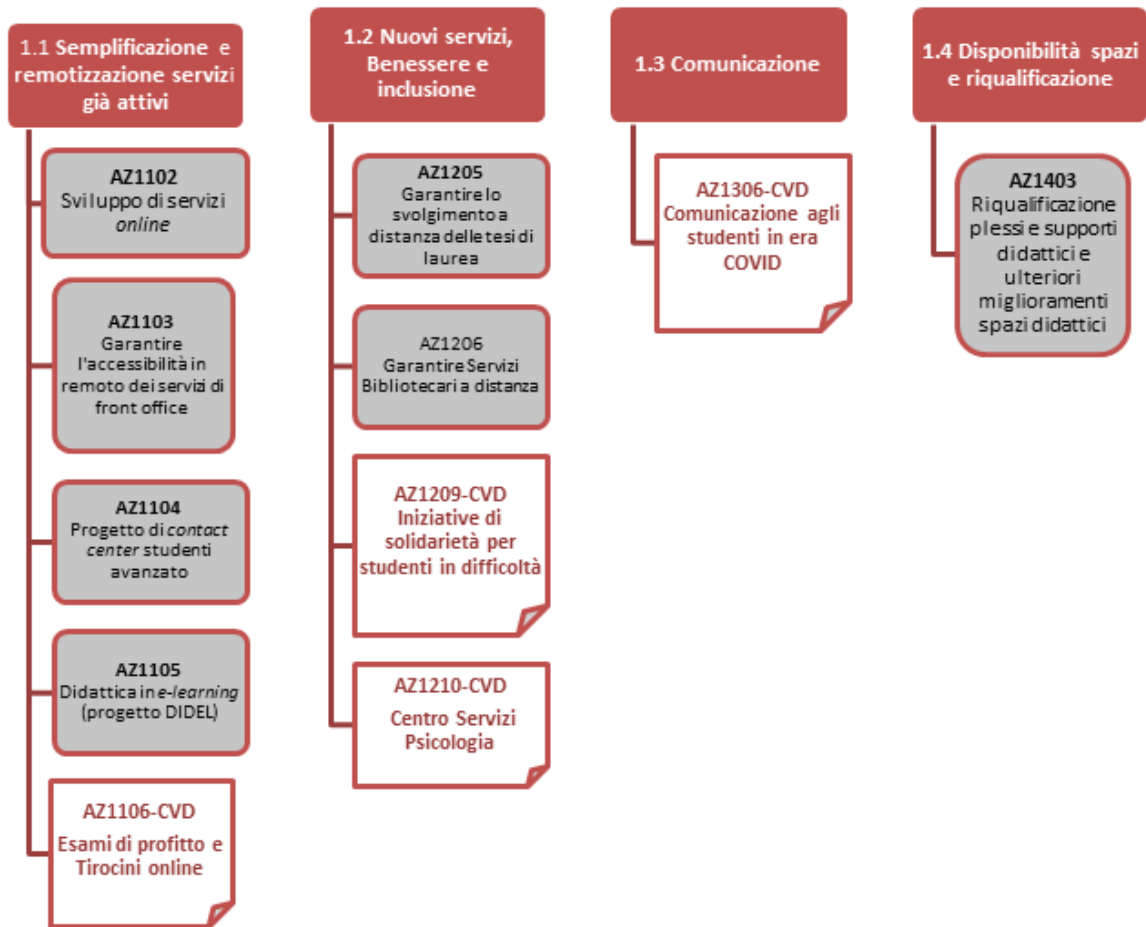 1.1 Semplificazione e
remotizzazione servizi
già attivi
AZ1102
Sviluppo di servizi
online
AZ1103
Garantire
l'accessibilità in
remoto dei servizi di
front office
AZ1104
Progetto di contact
center studenti
avanzato
AZ1105
Didattica in e-learning
(progetto DIDEL)
AZ1106-CVD
Esami di profitto e
Tirocini online
1.2 Nuovi servizi,
Benessere e
inclusione
AZ1205
Garantire lo
svolgimento a
distanza delle tesi di
laurea
AZ1206
Garantire Servizi
Bibliotecari a distanza
AZ1209-CVD
Iniziative di
solidarietà per
studenti in difficoltà
AZ1210-CVD
Centro Servizi
Psicologia
1.3 Comunicazione
AZ1306-CVD
Comunicazione agli
studenti in era
COVID
1.4 Disponibilità spazi
e riqualificazione
AZ1403
Riqualificazione
plessi e supporti
didattici e
ulteriori
miglioramenti
spazi didattici